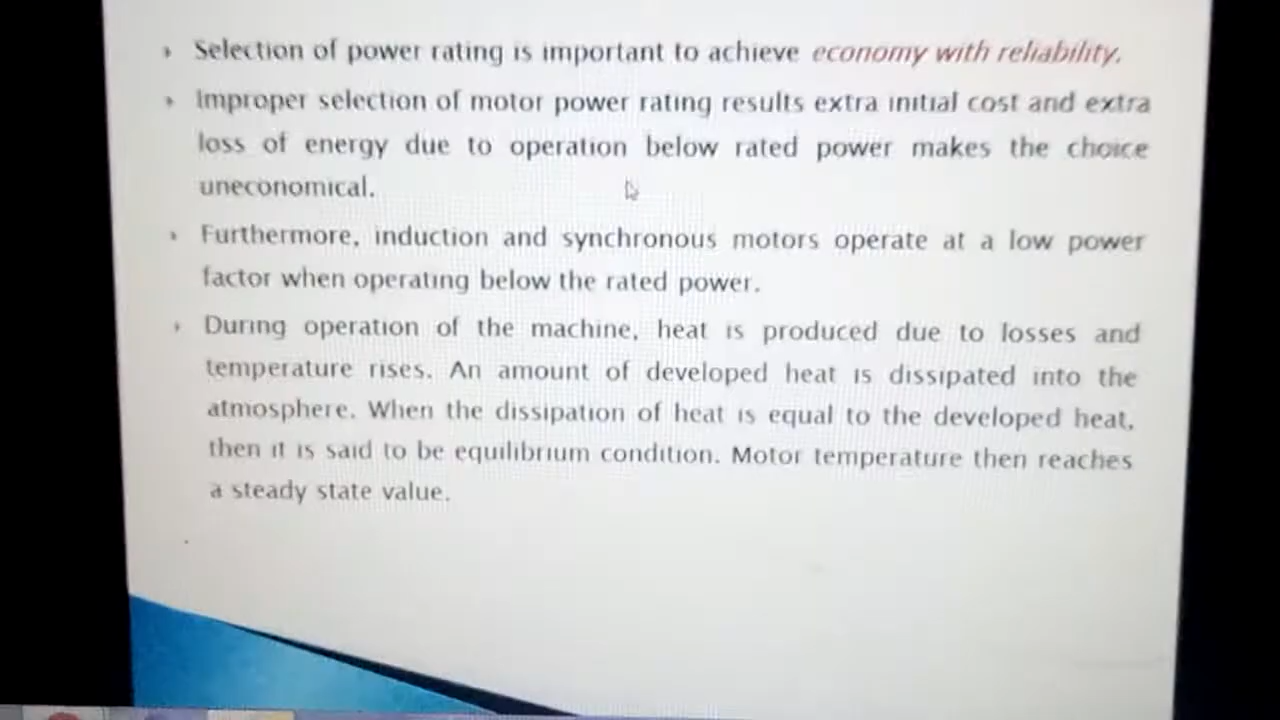 Selection of power rating is important to achieve economy with reliability.
Improper selection of motor power rating results extra initial cost and extra
loss of energy due to operation below rated power makes the choice
uneconomical.
Furthermore, induction and synchronous motors operate at a low power
factor when operating below the rated power.
During operation of the machine, heat is produced due to losses and
temperature rises. An amount of developed heat is dissipated into the
atmosphere. When the dissipation of heat is equal to the developed heat,
then it is said to be equilibrium condition. Motor temperature then reaches
a steady state value.